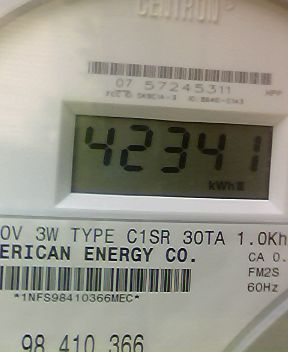 CENTRON
07 57245311
42341
kWh
0V 3W TYPE C1SR 30TA 1.0Kh
ERICAN ENERGY CO.
CA 0.
FM2S
60Hz
*1NFS98410366MEC*
98 410 366